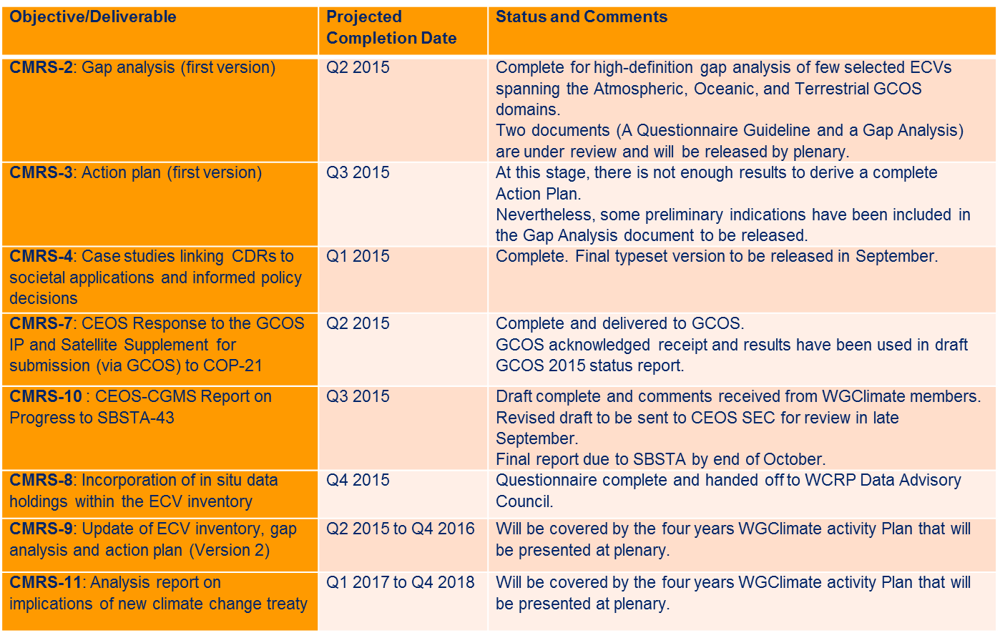 Objective/Deliverable
Projected
Completion Date
Status and Comments
CMRS-2: Gap analysis (first version)
Q2 2015
Complete for high-definition gap analysis of few selected ECVs
spanning the Atmospheric, Oceanic, and Terrestrial GCOS
domains.
Two documents (A Questionnaire Guideline and a Gap Analysis)
are under review and will be released by plenary.
CMRS-3: Action plan (first version)
Q3 2015
At this stage, there is not enough results to derive a complete
Action Plan.
Nevertheless, some preliminary indications have been included in
the Gap Analysis document to be released.
CMRS-4: Case studies linking CDRs to
societal applications and informed policy
decisions
Q1 2015
Complete. Final typeset version to be released in September.
CMRS-7: CEOS Response to the GCOS
IP and Satellite Supplement for
submission (via GCOS) to COP-21
Q2 2015
Complete and delivered to GCOS.
GCOS acknowledged receipt and results have been used in draft
GCOS 2015 status report.
CMRS-10 : CEOS-CGMS Report on
Progress to SBSTA-43
Q3 2015
Draft complete and comments received from WGClimate members.
Revised draft to be sent to CEOS SEC for review in late
September.
Final report due to SBSTA by end of October.
CMRS-8: Incorporation of in situ data
holdings within the ECV inventory
Q4 2015
Questionnaire complete and handed off to WCRP Data Advisory
Council.
CMRS-9: Update of ECV inventory, gap
analysis and action plan (Version 2)
Q2 2015 to Q4 2016
Will be covered by the four years WGClimate activity Plan that will
be presented at plenary.
CMRS-11: Analysis report on
implications of new climate change treaty
Q1 2017 to Q4 2018
Will be covered by the four years WGClimate activity Plan that will
be presented at plenary.